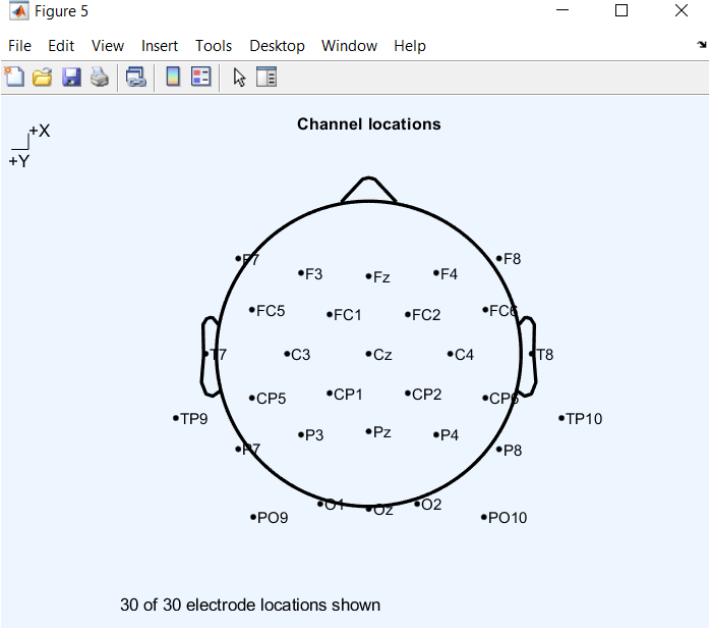 Figure 5
File Edit View Insert Tools Desktop Window Help
Channel locations
+X
+Y
F7 F8
F3 Fz F4
FC5 FC1 FC2 FC6
T7 C3 Cz C4 T8
CP5 CP1 CP2 CP6
TP9 TP10
P3 Pz P4
P7 P8
O1 Oz O2
PO9 PO10
30 of 30 electrode locations shown